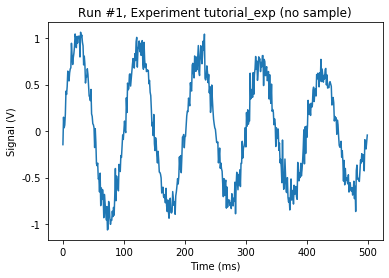 Run #1, Experiment tutorial_exp (no sample)
1
0.5
0
-0.5
-1
Signal (V)
0 100 200 300 400 500
Time (ms)